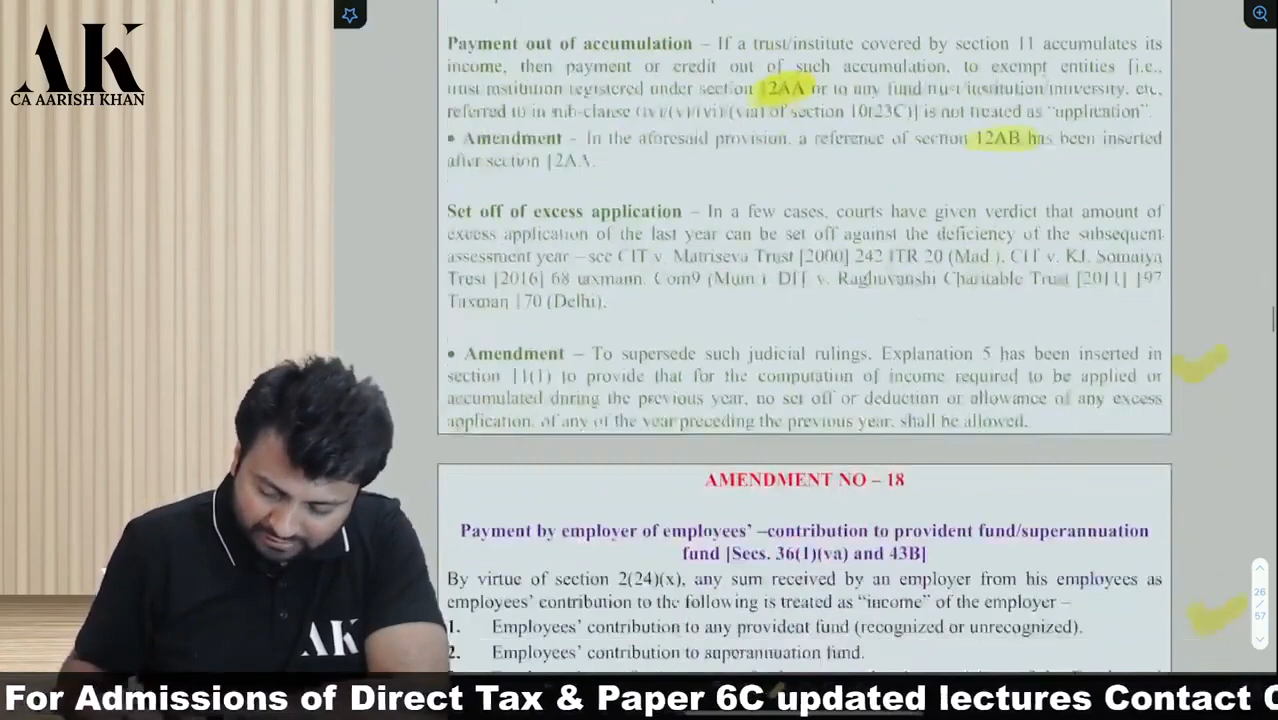 AK
CA AARISH KHAN
Payment out of accumulation – If a trust/institute covered by section 11 accumulates its
income, then payment or credit out of such accumulation, to exempt entities [i.e.,
trust institution registered under section 12AA or to any fund trust/institution/university, etc,
referred to in sub-clause (iv)/(v)/(vi)/(via) of section 10(23C)] is not treated as “application”.
• Amendment - In the aforesaid provision, a reference of section 12AB has been inserted
after section 12AA.
Set off of excess application – In a few cases, courts have given verdict that amount of
excess application of the last year can be set off against the deficiency of the subsequent
assessment year – see CIT v. Matriseva Trust [2000] 242 ITR 20 (Mad.), CIT v. KJ. Somaiya
Trust [2016] 68 taxmann. Com9 (Mum.), DIT v. Raghuvanshi Charitable Trust [2011] 197
Taxman 170 (Delhi).
• Amendment – To supersede such judicial rulings, Explanation 5 has been inserted in
section 11(1) to provide that for the computation of income required to be applied or
accumulated during the previous year, no set off or deduction or allowance of any excess
application, of any of the year preceding the previous year, shall be allowed.
AMENDMENT NO – 18
Payment by employer of employees’ –contribution to provident fund/superannuation
fund [Secs. 36(1)(va) and 43B]
By virtue of section 2(24)(x), any sum received by an employer from his employees as
employees’ contribution to the following is treated as “income” of the employer –
1. Employees’ contribution to any provident fund (recognized or unrecognized).
2. Employees’ contribution to superannuation fund.
26
/
57
AK
For Admissions of Direct Tax & Paper 6C updated lectures Contact